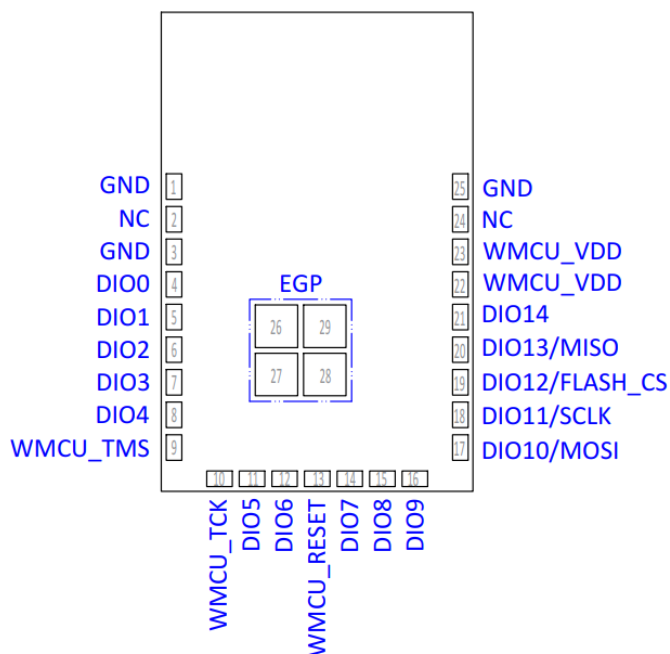 GND 1
NC 2
GND 3
DIO0 4
DIO1 5
DIO2 6
DIO3 7
DIO4 8
WMCU_TMS 9
EGP
26 29
27 28
25 GND
24 NC
23 WMCU_VDD
22 WMCU_VDD
21 DIO14
20 DIO13/MISO
19 DIO12/FLASH_CS
18 DIO11/SCLK
17 DIO10/MOSI
10 11 12 13 14 15 16
WMCU_TCK
DIO5
DIO6
WMCU_RESET
DIO7
DIO8
DIO9